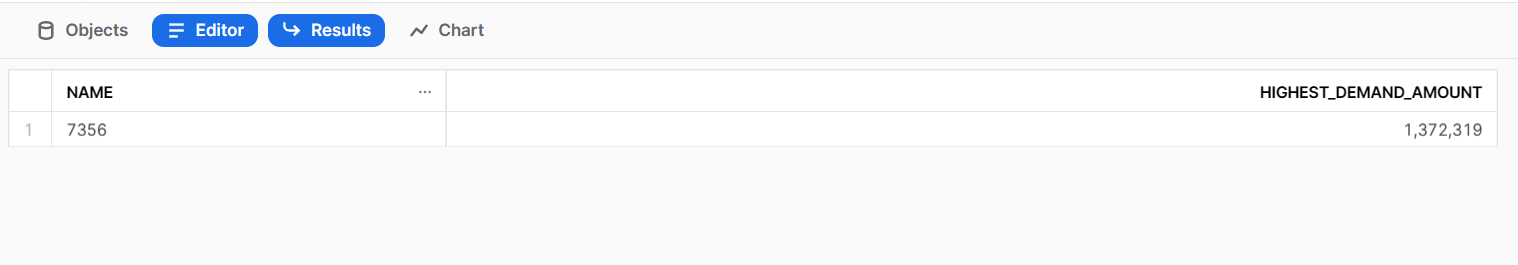 Objects Editor Results Chart
NAME ... HIGHEST_DEMAND_AMOUNT
1 7356 1,372,319